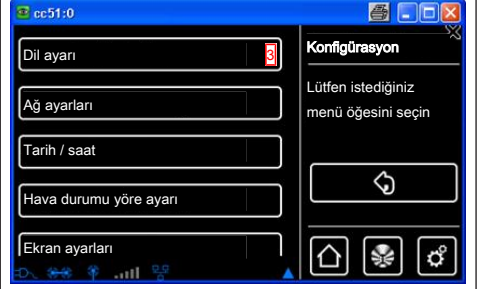 cc51:0
Dil ayarı 3
Ağ ayarları
Tarih / saat
Hava durumu yöre ayarı
Ekran ayarları
Konfigürasyon
Lütfen istediğiniz
menü öğesini seçin